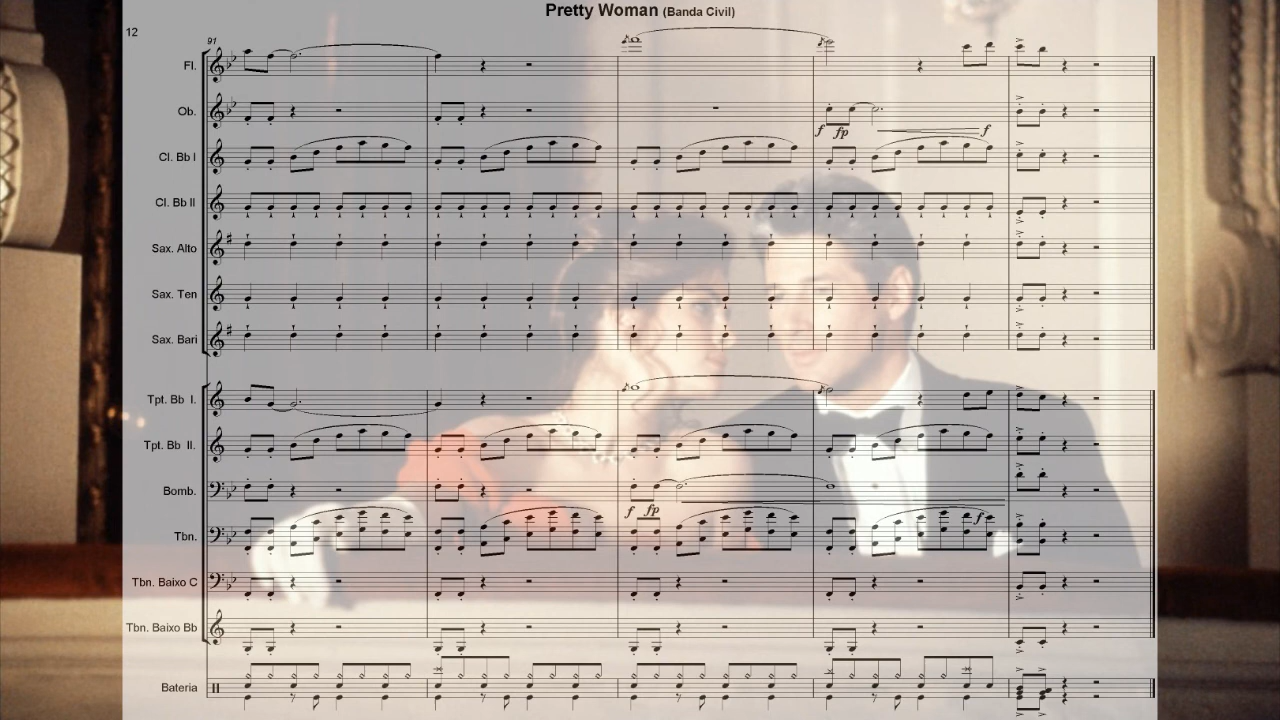 Pretty Woman (Banda Civil)
12
91
Fl.
Ob.
f fp f
Cl. Bb I
Cl. Bb II
Sax. Alto
Sax. Ten
Sax. Bari
Tpt. Bb I.
Tpt. Bb II.
Bomb.
f fp f
Tbn.
Tbn. Baixo C
Tbn. Baixo Bb
Bateria